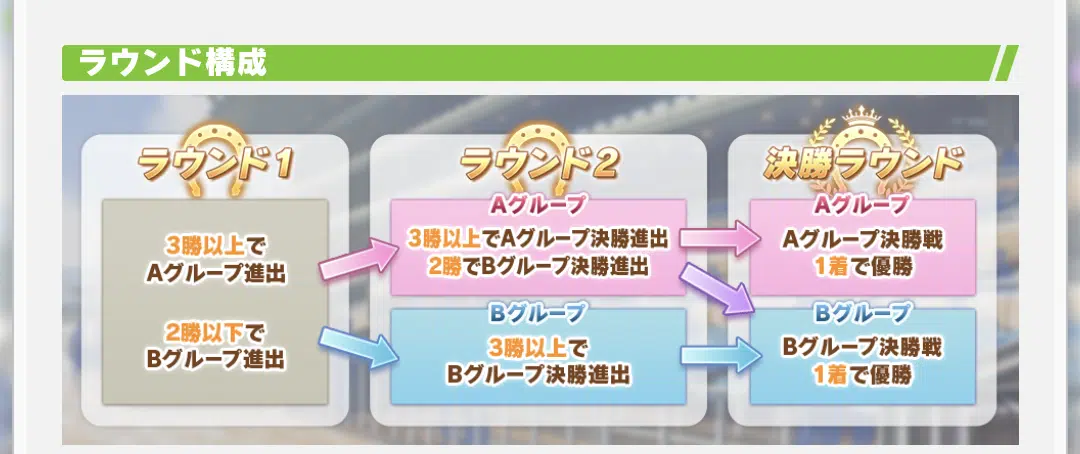 ラウンド構成
ラウンド1
3勝以上で
Aグループ進出
2勝以下で
Bグループ進出
ラウンド2
Aグループ
3勝以上でAグループ決勝進出
2勝でBグループ決勝進出
Bグループ
3勝以上で
Bグループ決勝進出
決勝ラウンド
Aグループ
Aグループ決勝戦
1着で優勝
Bグループ
Bグループ決勝戦
1着で優勝